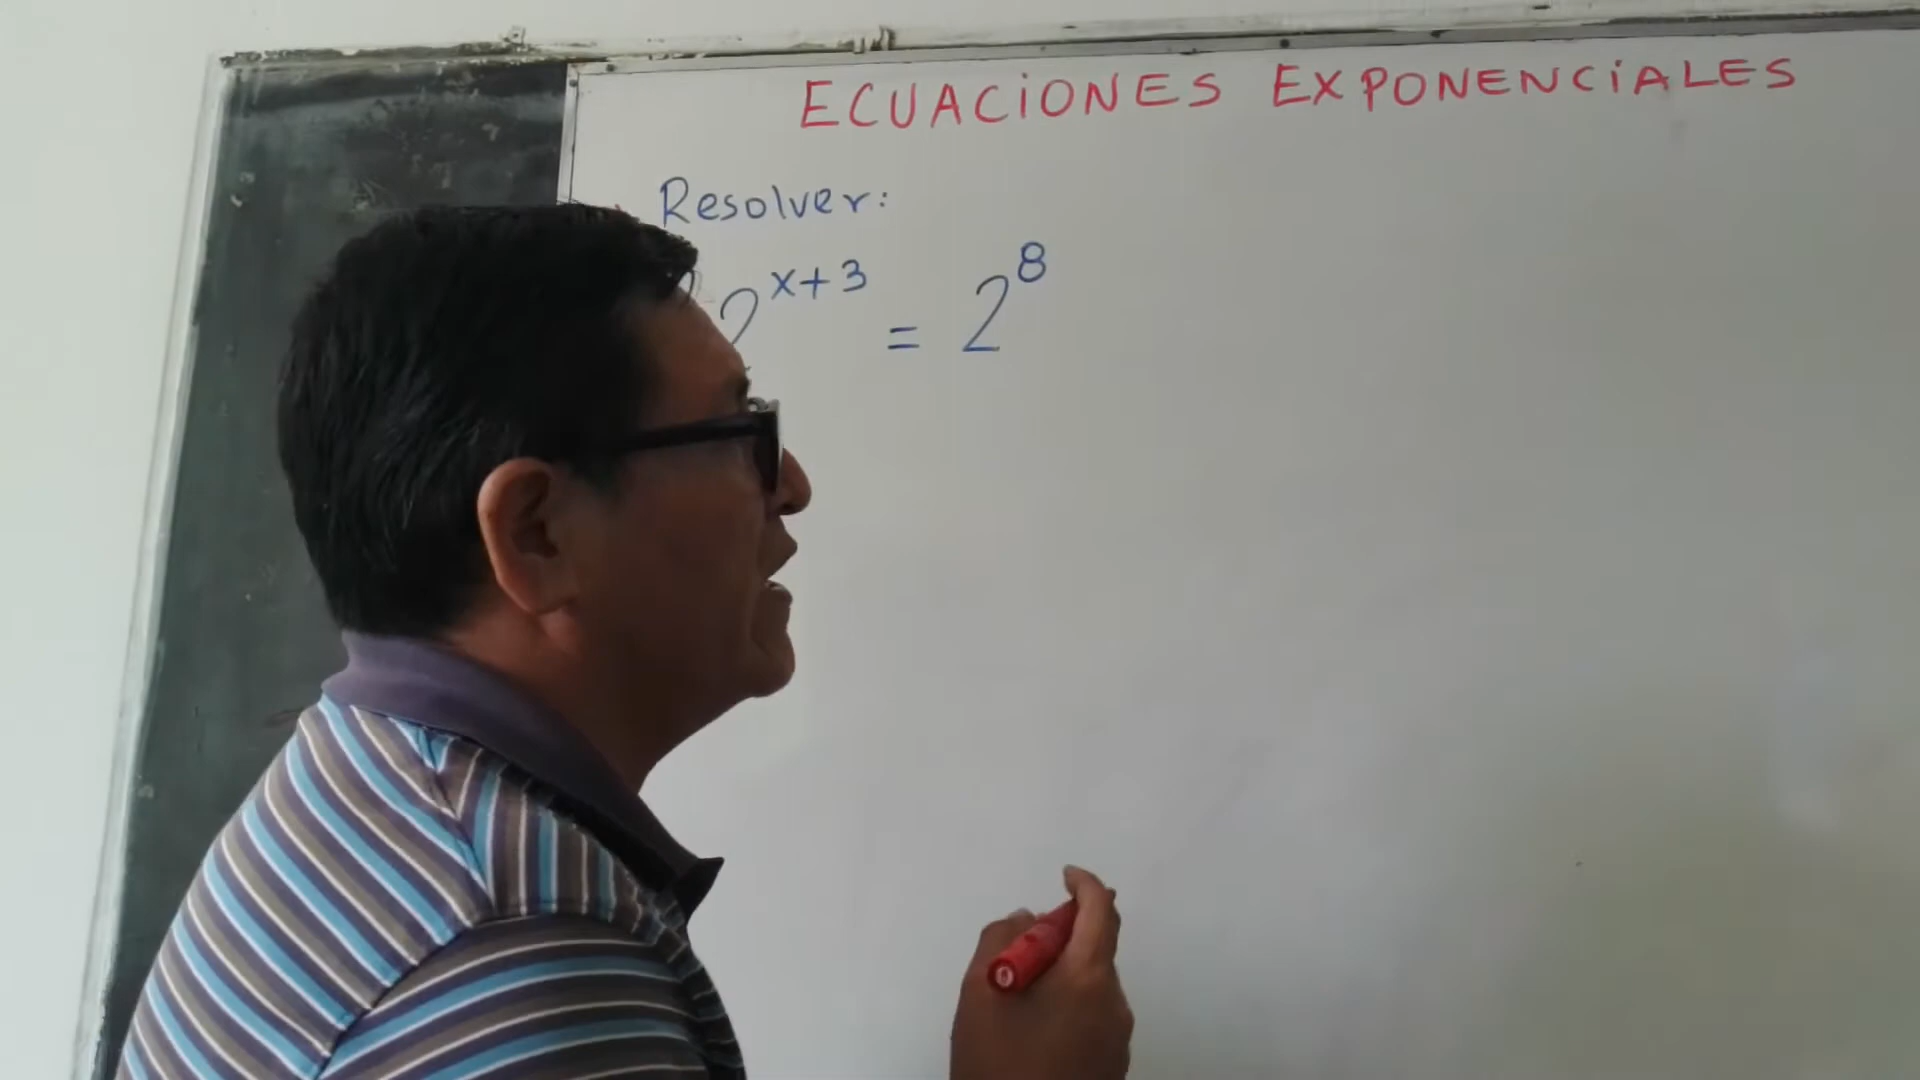 ECUACIONES EXPONENCIALES
Resolver:
2^{x+3} = 2^8